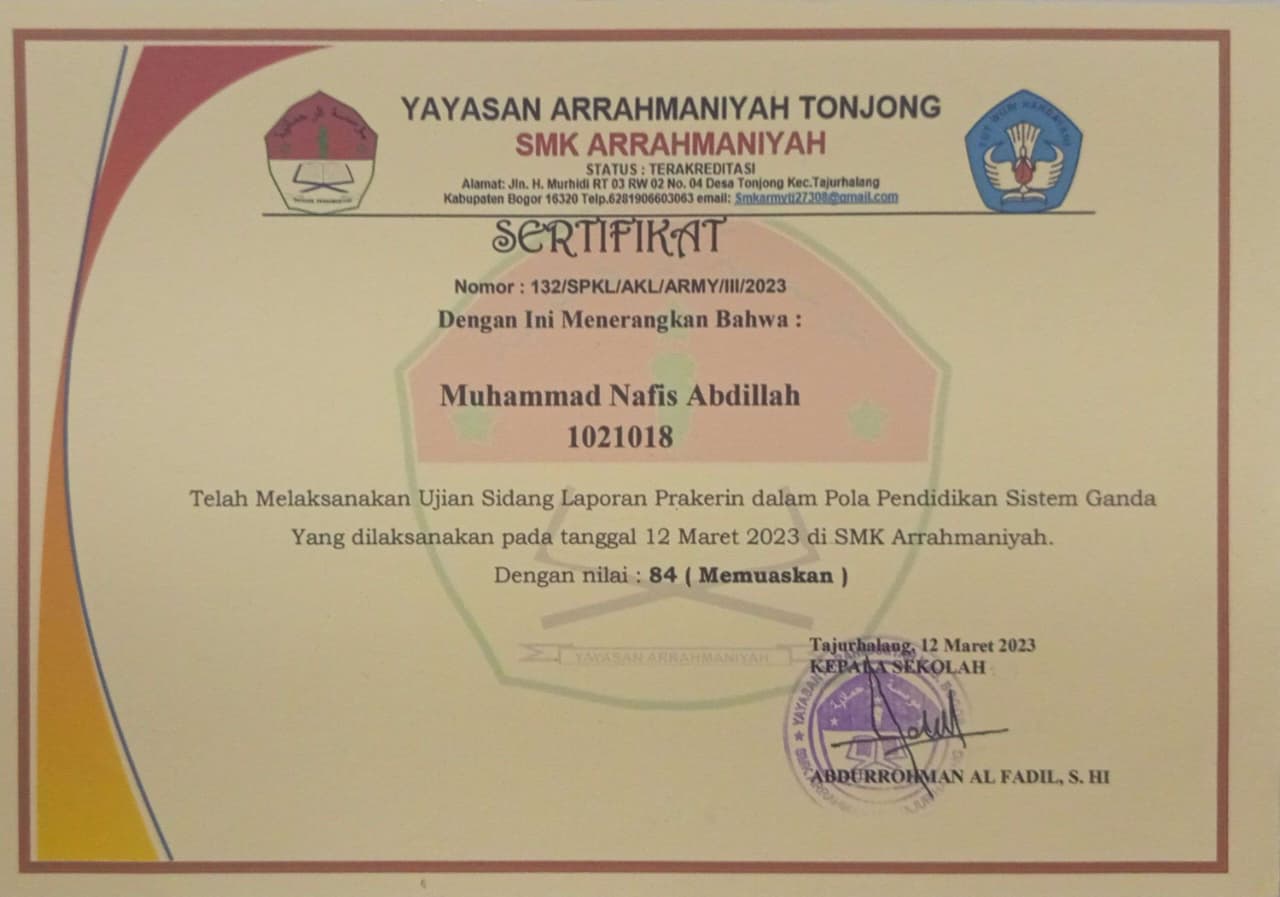 YAYASAN ARRAHMANIYAH TONJONG
SMK ARRAHMANIYAH
STATUS : TERAKREDITASI
Alamat: Jln. H. Murhidi RT 03 RW 02 No. 04 Desa Tonjong Kec.Tajurhalang
Kabupaten Bogor 16320 Telp.6281906603063 email: Smkarmytj27308@gmail.com
TUT WURI HANDAYANI
SERTIFIKAT
Nomor : 132/SPKL/AKL/ARMY/III/2023
Dengan Ini Menerangkan Bahwa :
Muhammad Nafis Abdillah
1021018
Telah Melaksanakan Ujian Sidang Laporan Prakerin dalam Pola Pendidikan Sistem Ganda
Yang dilaksanakan pada tanggal 12 Maret 2023 di SMK Arrahmaniyah.
Dengan nilai : 84 ( Memuaskan )
YAYASAN ARRAHMANIYAH
Tajurhalang, 12 Maret 2023
KEPALA SEKOLAH
ABDURROHMAN AL FADIL, S. HI